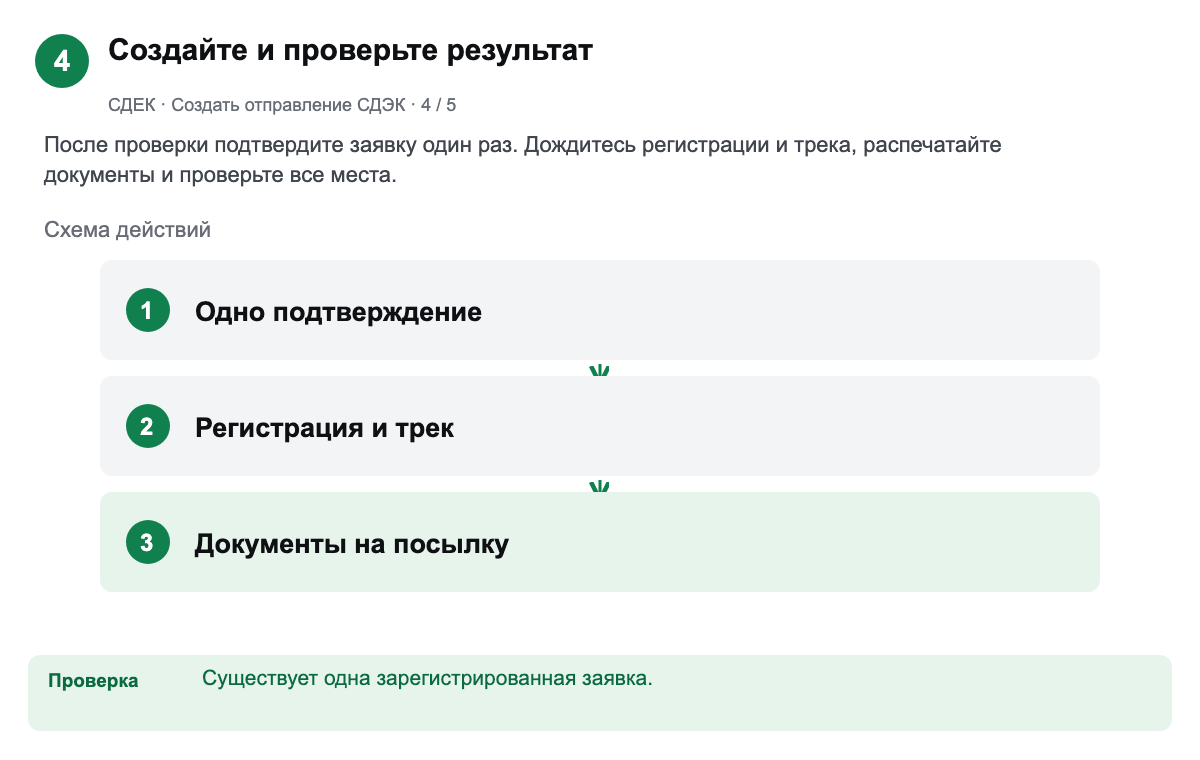 4
Создайте и проверьте результат
СДЕК · Создать отправление СДЭК · 4 / 5
После проверки подтвердите заявку один раз. Дождитесь регистрации и трека, распечатайте
документы и проверьте все места.
Схема действий
1 Одно подтверждение
2 Регистрация и трек
3 Документы на посылку
Проверка Существует одна зарегистрированная заявка.